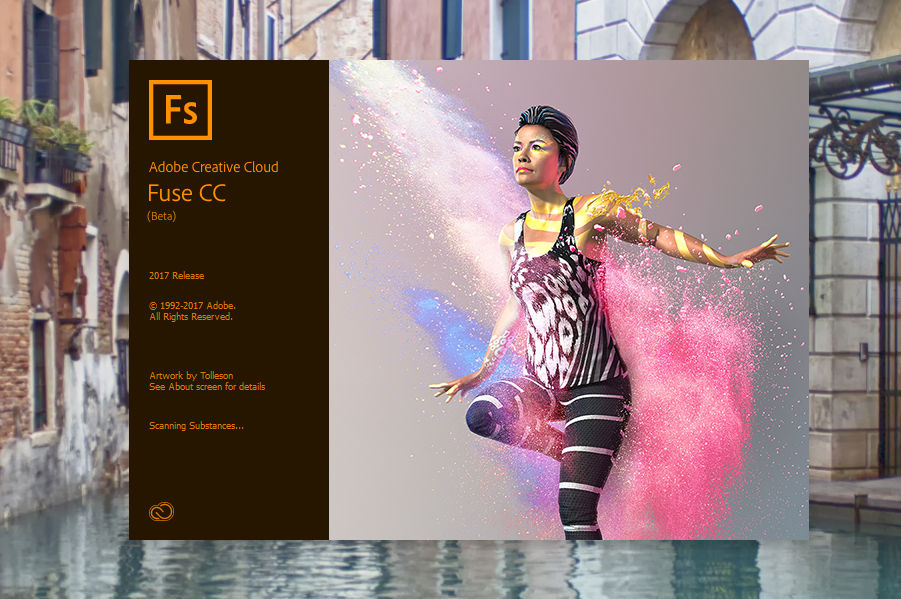 Fs
Adobe Creative Cloud
Fuse CC
(Beta)
2017 Release
© 1992-2017 Adobe.
All Rights Reserved.
Artwork by Tolleson
See About screen for details
Scanning Substances...